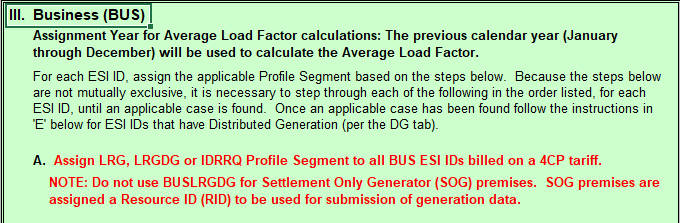 III. Business (BUS)
Assignment Year for Average Load Factor calculations: The previous calendar year (January
through December) will be used to calculate the Average Load Factor.
For each ESI ID, assign the applicable Profile Segment based on the steps below. Because the steps below
are not mutually exclusive, it is necessary to step through each of the following in the order listed, for each
ESI ID, until an applicable case is found. Once an applicable case has been found follow the instructions in
'E' below for ESI IDs that have Distributed Generation (per the DG tab).
A. Assign LRG, LRGDG or IDRRQ Profile Segment to all BUS ESI IDs billed on a 4CP tariff.
NOTE: Do not use BUSLRGDG for Settlement Only Generator (SOG) premises. SOG premises are
assigned a Resource ID (RID) to be used for submission of generation data.